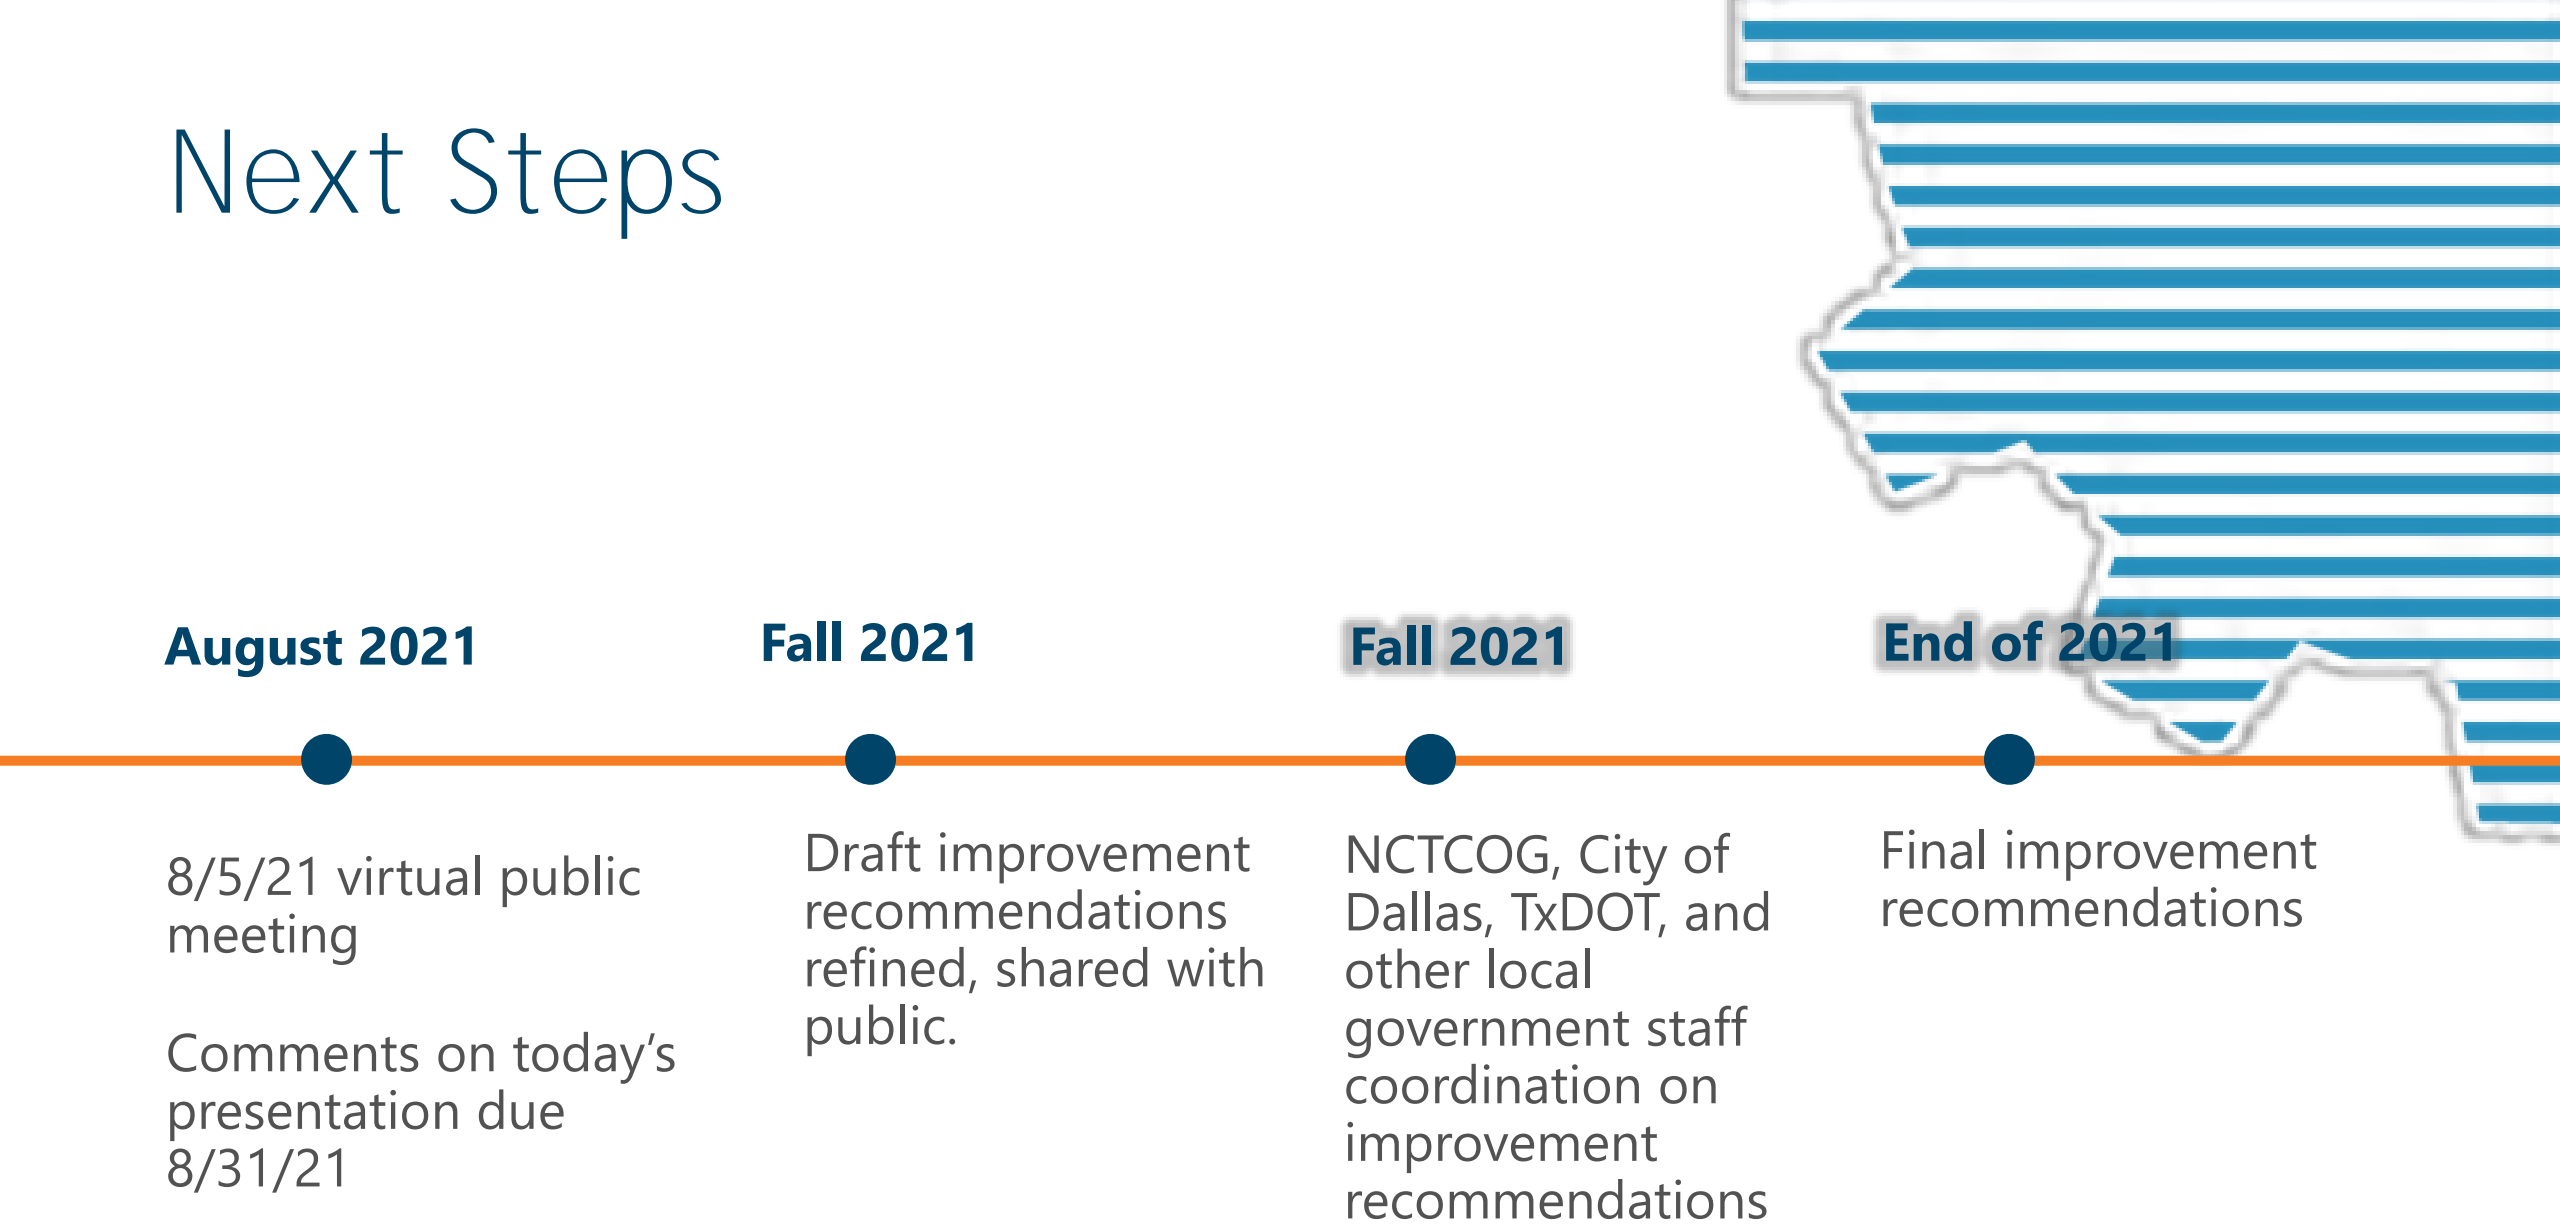 Next Steps
August 2021
8/5/21 virtual public
meeting
Comments on today’s
presentation due
8/31/21
Fall 2021
Draft improvement
recommendations
refined, shared with
public.
Fall 2021
NCTCOG, City of
Dallas, TxDOT, and
other local
government staff
coordination on
improvement
recommendations
End of 2021
Final improvement
recommendations